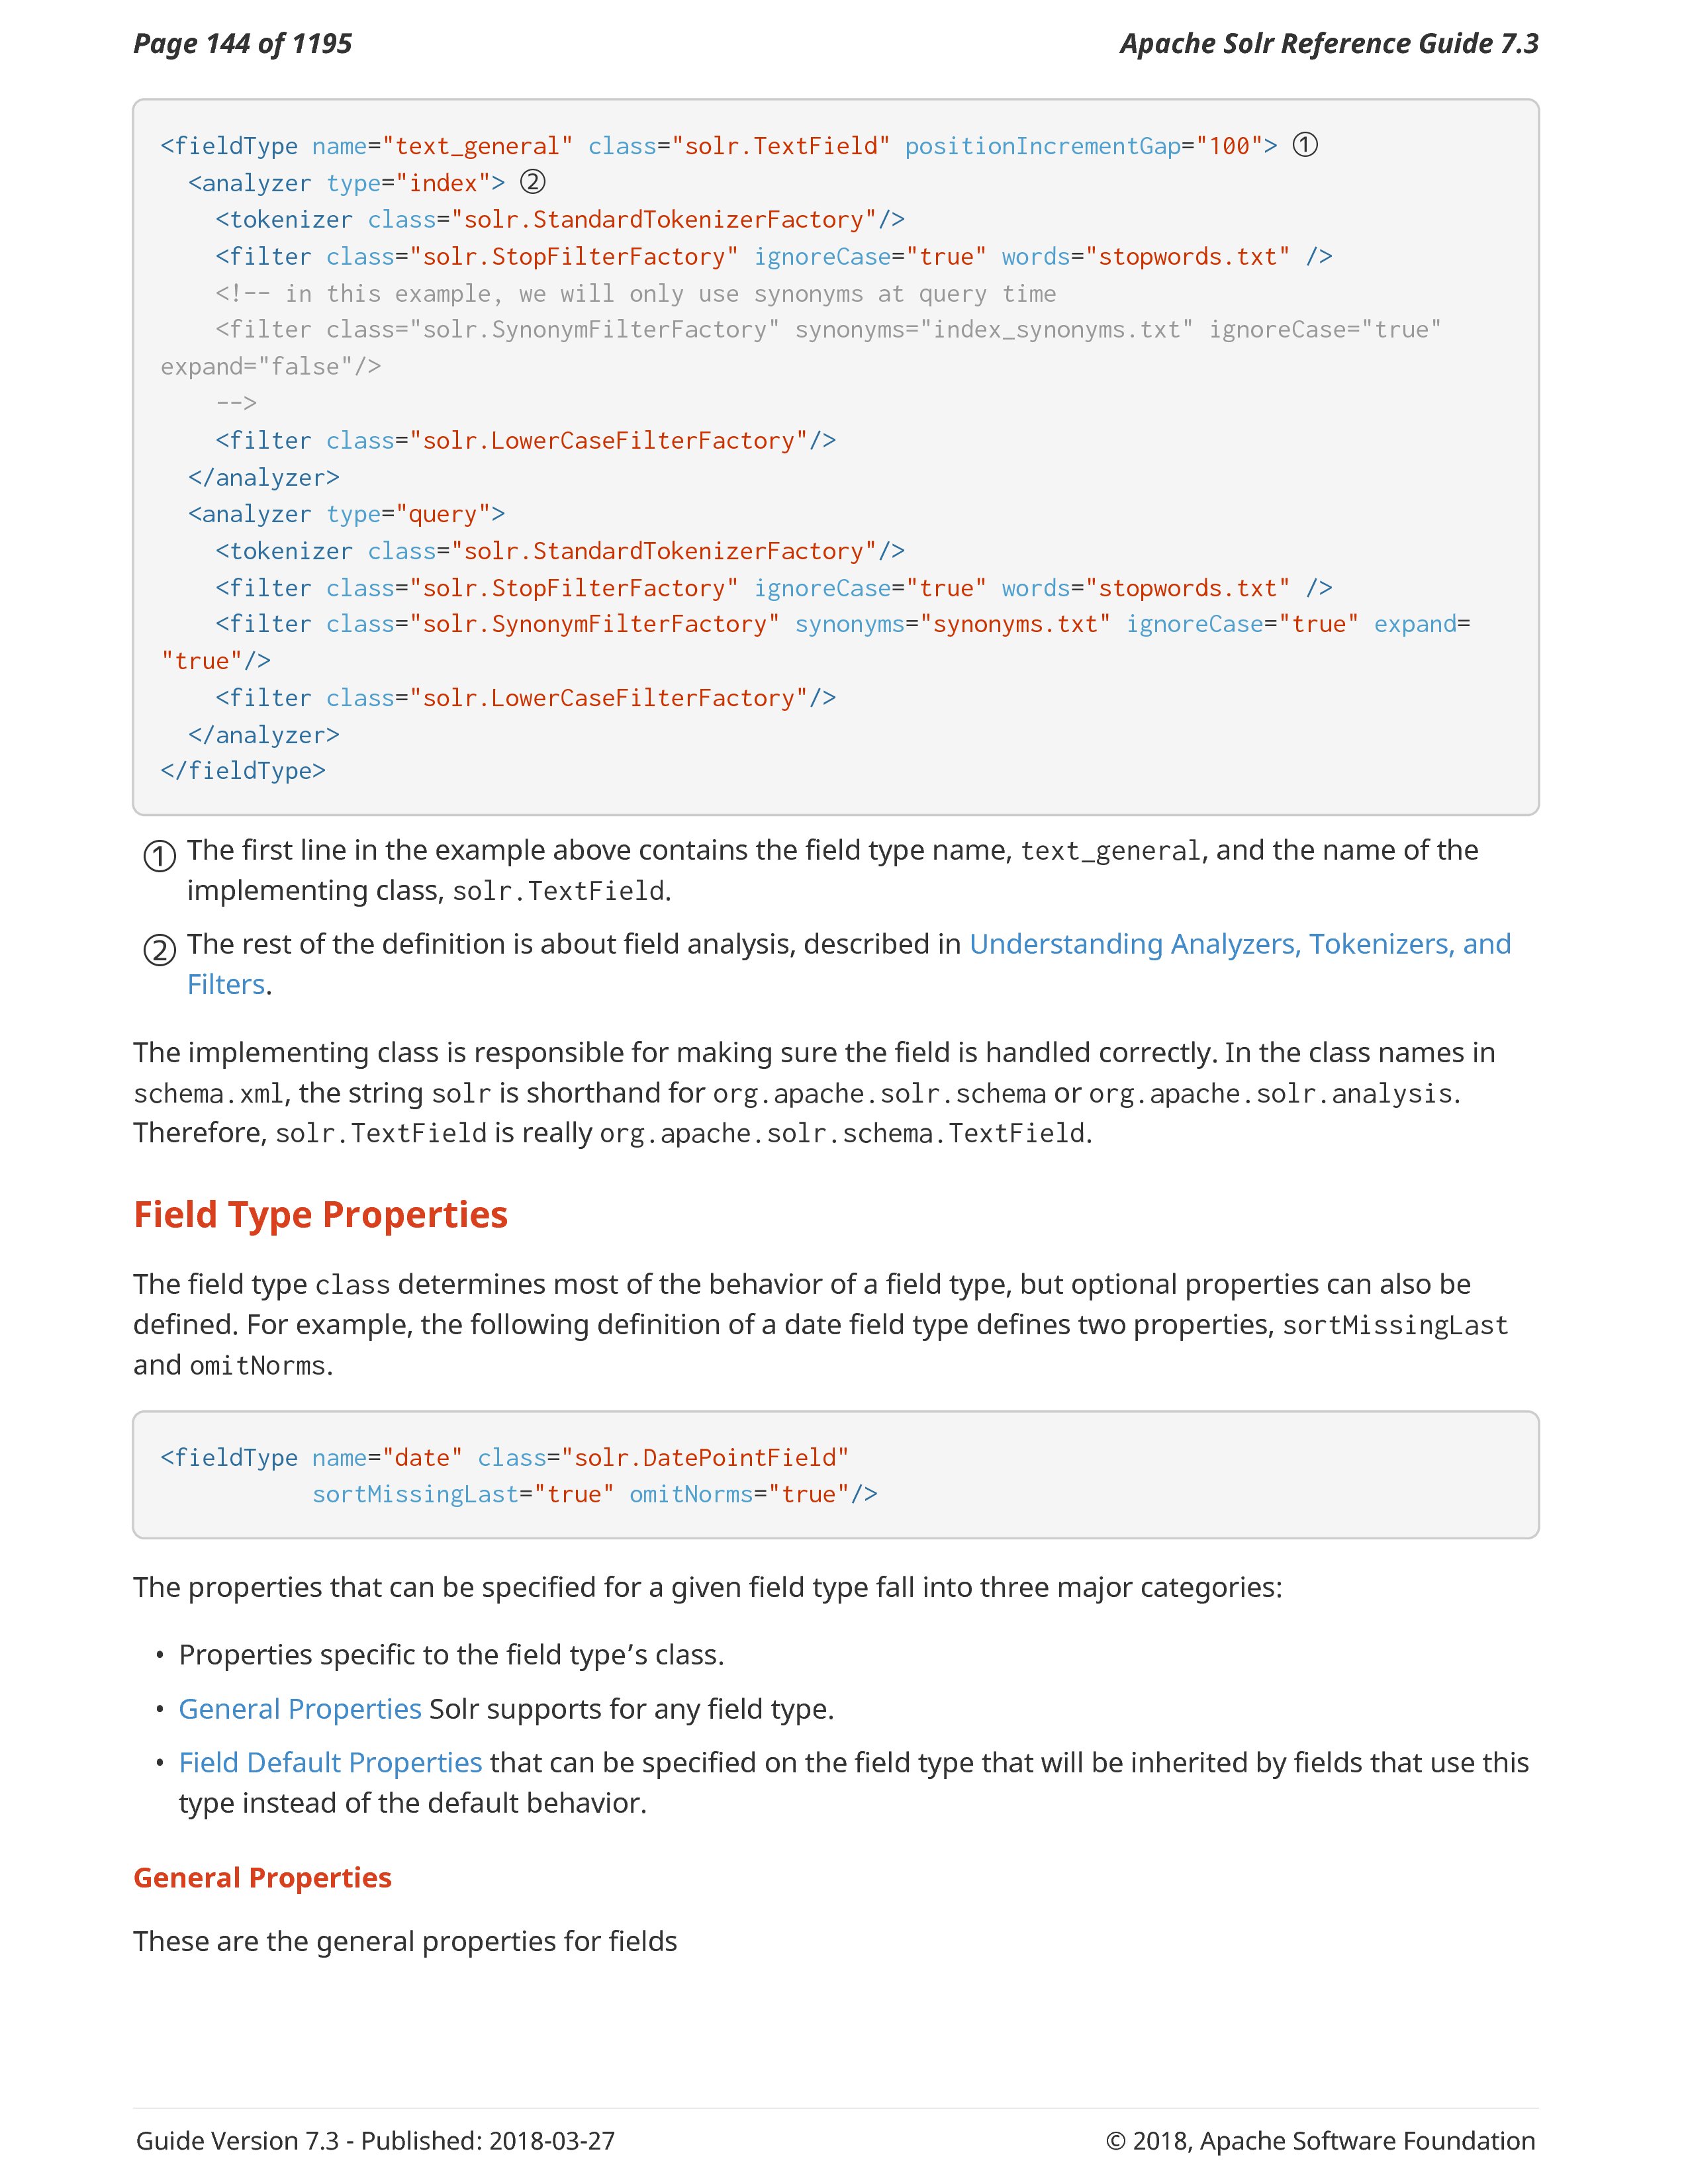 Page 144 of 1195
Apache Solr Reference Guide 7.3
<fieldType name="text_general" class="solr.TextField" positionIncrementGap="100"> ①
  <analyzer type="index"> ②
    <tokenizer class="solr.StandardTokenizerFactory"/>
    <filter class="solr.StopFilterFactory" ignoreCase="true" words="stopwords.txt" />
    <!-- in this example, we will only use synonyms at query time
    <filter class="solr.SynonymFilterFactory" synonyms="index_synonyms.txt" ignoreCase="true"
expand="false"/>
    -->
    <filter class="solr.LowerCaseFilterFactory"/>
  </analyzer>
  <analyzer type="query">
    <tokenizer class="solr.StandardTokenizerFactory"/>
    <filter class="solr.StopFilterFactory" ignoreCase="true" words="stopwords.txt" />
    <filter class="solr.SynonymFilterFactory" synonyms="synonyms.txt" ignoreCase="true" expand=
"true"/>
    <filter class="solr.LowerCaseFilterFactory"/>
  </analyzer>
</fieldType>
① The first line in the example above contains the field type name, text_general, and the name of the
implementing class, solr.TextField.
② The rest of the definition is about field analysis, described in Understanding Analyzers, Tokenizers, and
Filters.
The implementing class is responsible for making sure the field is handled correctly. In the class names in
schema.xml, the string solr is shorthand for org.apache.solr.schema or org.apache.solr.analysis.
Therefore, solr.TextField is really org.apache.solr.schema.TextField.
Field Type Properties
The field type class determines most of the behavior of a field type, but optional properties can also be
defined. For example, the following definition of a date field type defines two properties, sortMissingLast
and omitNorms.
<fieldType name="date" class="solr.DatePointField"
           sortMissingLast="true" omitNorms="true"/>
The properties that can be specified for a given field type fall into three major categories:
• Properties specific to the field type’s class.
• General Properties Solr supports for any field type.
• Field Default Properties that can be specified on the field type that will be inherited by fields that use this
type instead of the default behavior.
General Properties
These are the general properties for fields
Guide Version 7.3 - Published: 2018-03-27
© 2018, Apache Software Foundation